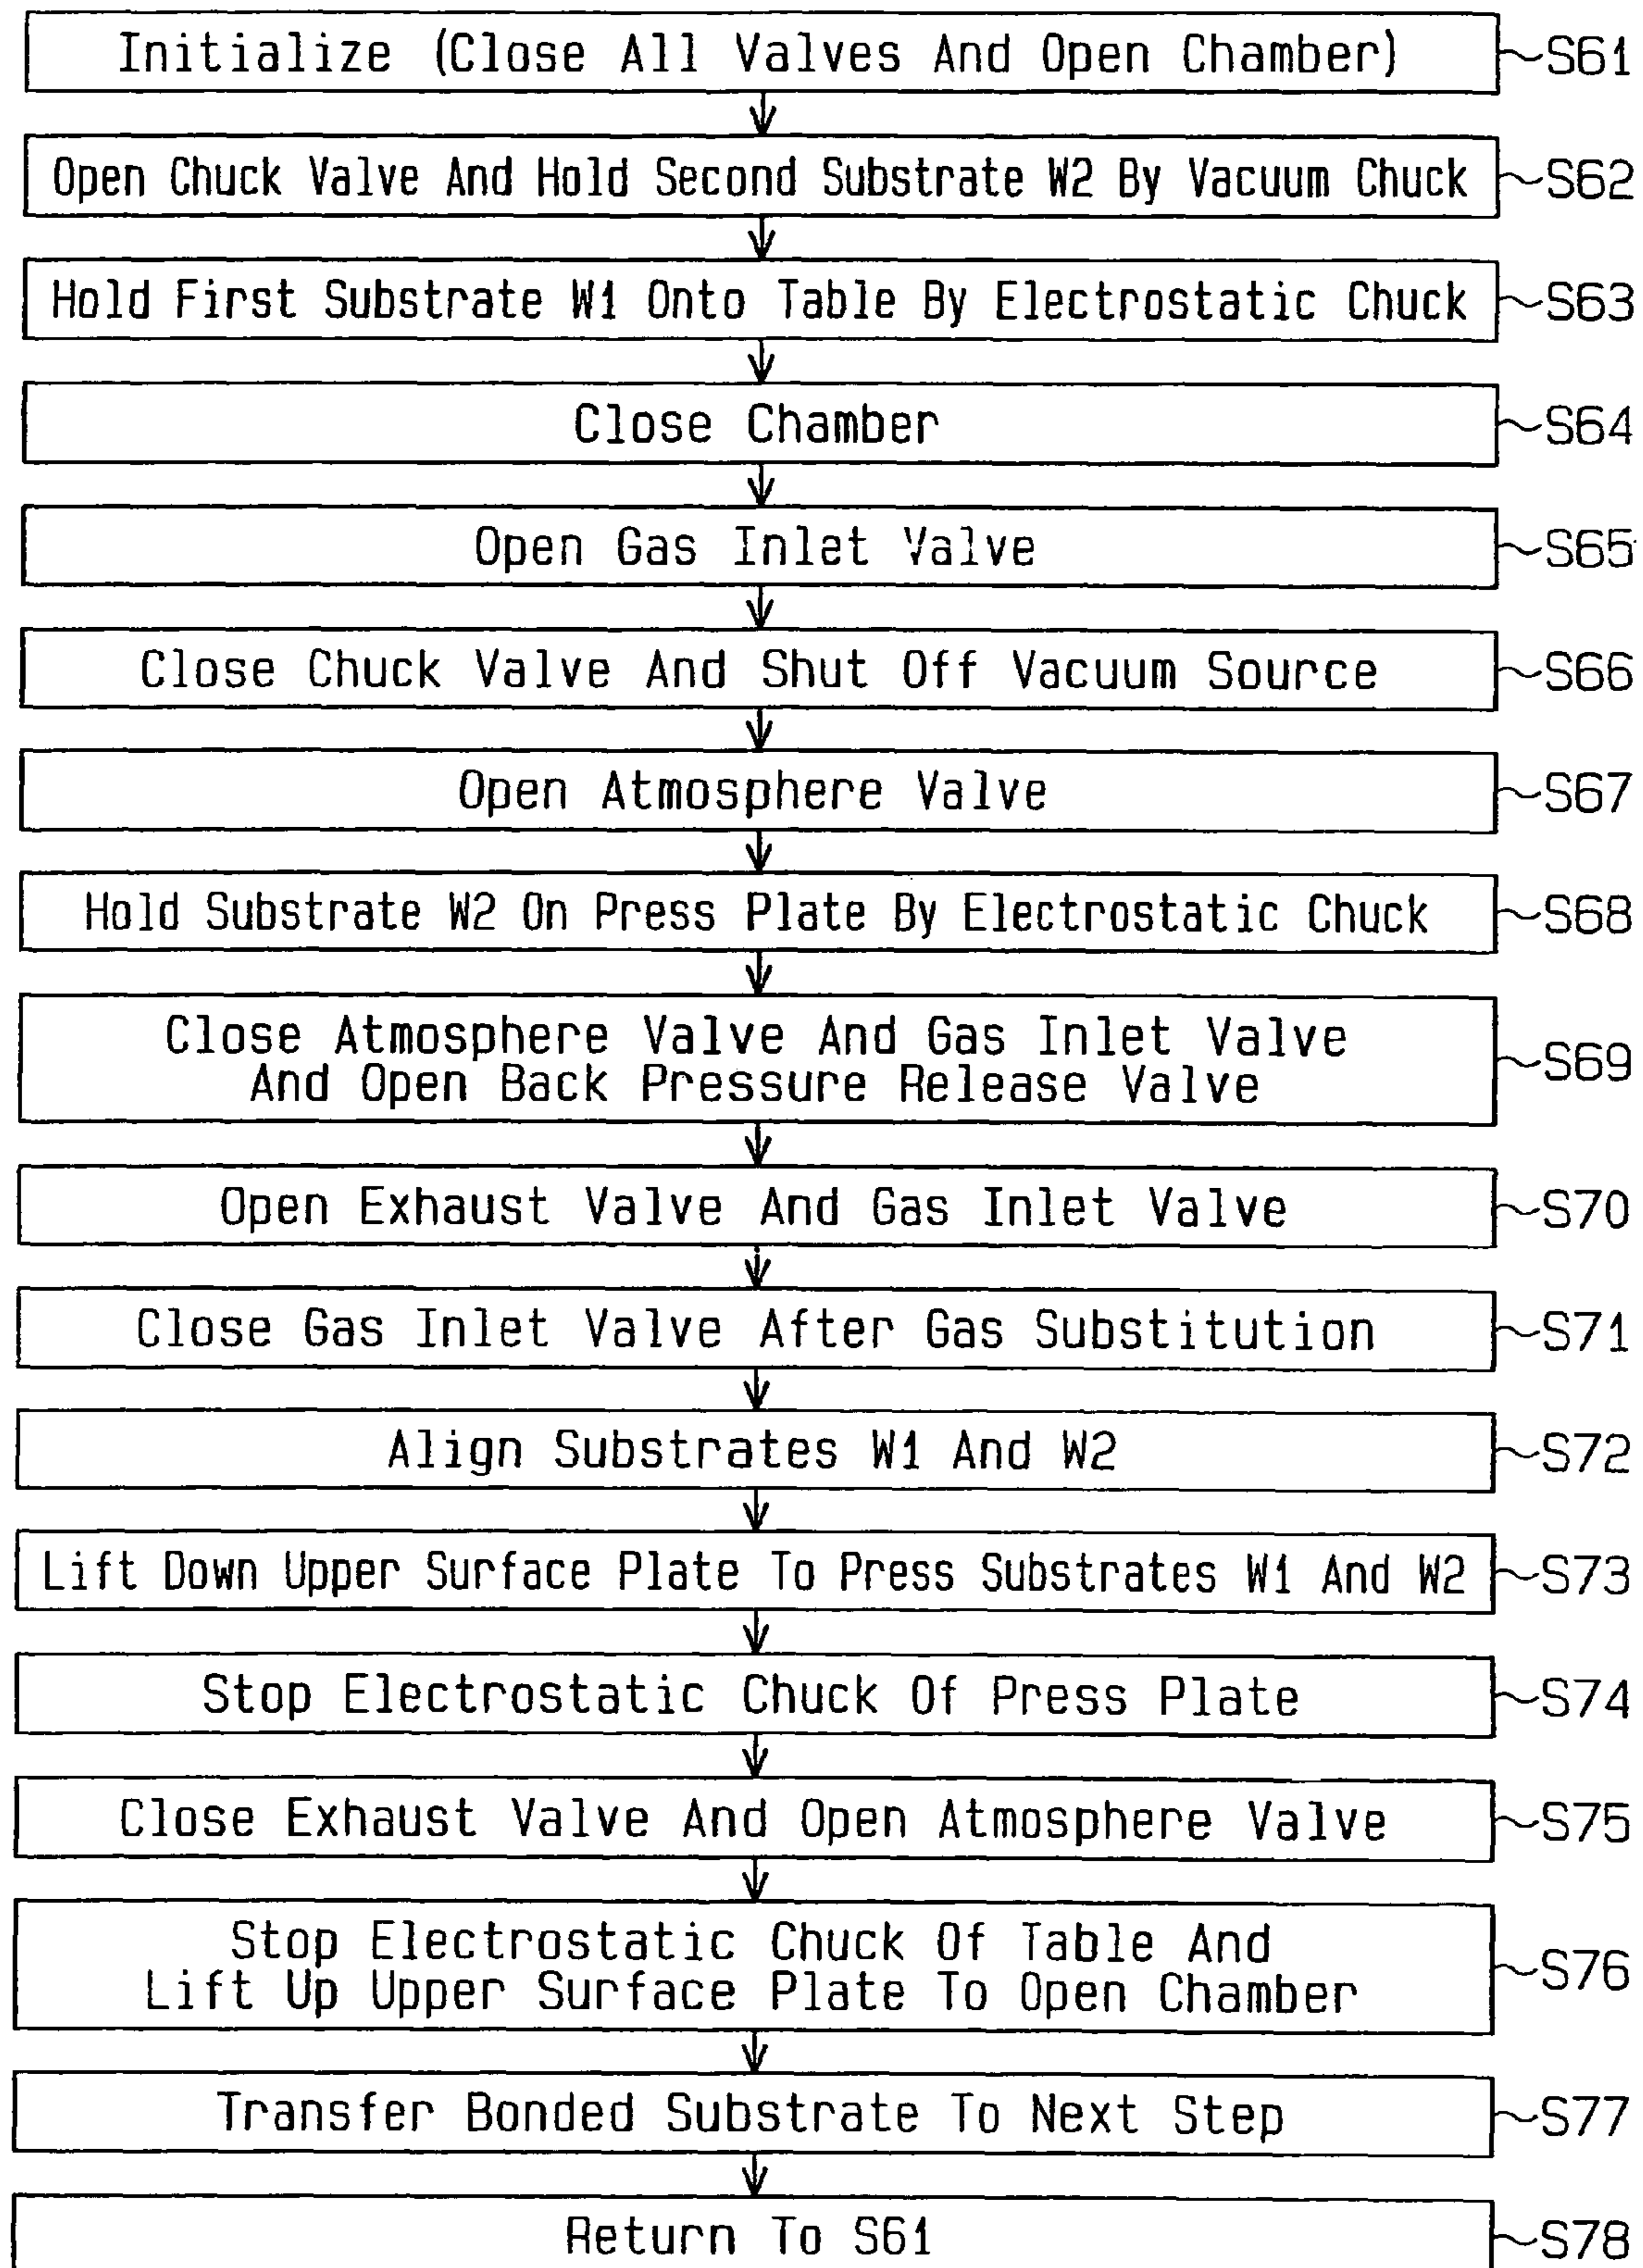 Initialize (Close All Valves And Open Chamber) S61
Open Chuck Valve And Hold Second Substrate W2 By Vacuum Chuck S62
Hold First Substrate W1 Onto Table By Electrostatic Chuck S63
Close Chamber S64
Open Gas Inlet Valve S65
Close Chuck Valve And Shut Off Vacuum Source S66
Open Atmosphere Valve S67
Hold Substrate W2 On Press Plate By Electrostatic Chuck S68
Close Atmosphere Valve And Gas Inlet Valve
And Open Back Pressure Release Valve S69
Open Exhaust Valve And Gas Inlet Valve S70
Close Gas Inlet Valve After Gas Substitution S71
Align Substrates W1 And W2 S72
Lift Down Upper Surface Plate To Press Substrates W1 And W2 S73
Stop Electrostatic Chuck Of Press Plate S74
Close Exhaust Valve And Open Atmosphere Valve S75
Stop Electrostatic Chuck Of Table And
Lift Up Upper Surface Plate To Open Chamber S76
Transfer Bonded Substrate To Next Step S77
Return To S61 S78